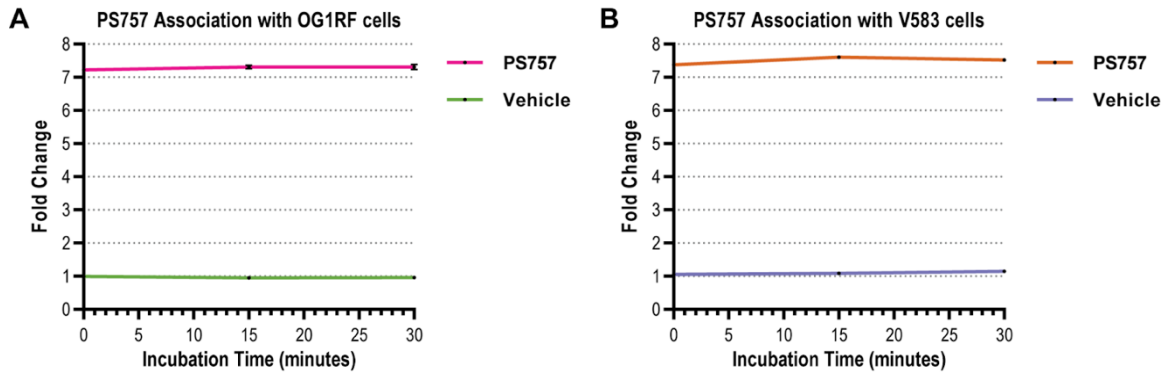 A
PS757 Association with OG1RF cells
8
7
6
5
4
3
2
1
0
Fold Change
0 5 10 15 20 25 30
Incubation Time (minutes)
PS757
Vehicle
B
PS757 Association with V583 cells
8
7
6
5
4
3
2
1
0
Fold Change
0 5 10 15 20 25 30
Incubation Time (minutes)
PS757
Vehicle